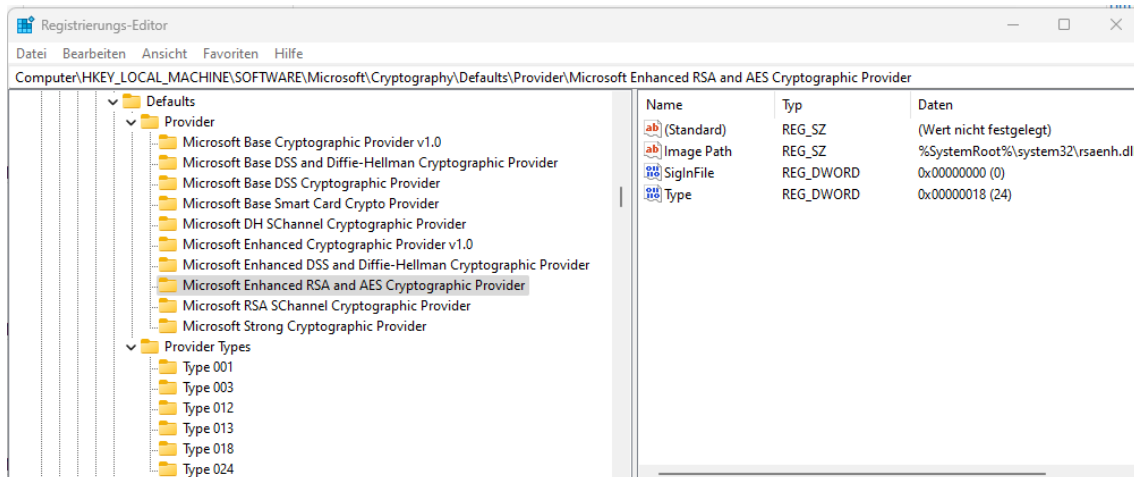 Registrierungs-Editor
Datei Bearbeiten Ansicht Favoriten Hilfe
Computer\HKEY_LOCAL_MACHINE\SOFTWARE\Microsoft\Cryptography\Defaults\Provider\Microsoft Enhanced RSA and AES Cryptographic Provider
Defaults
Provider
Microsoft Base Cryptographic Provider v1.0
Microsoft Base DSS and Diffie-Hellman Cryptographic Provider
Microsoft Base DSS Cryptographic Provider
Microsoft Base Smart Card Crypto Provider
Microsoft DH SChannel Cryptographic Provider
Microsoft Enhanced Cryptographic Provider v1.0
Microsoft Enhanced DSS and Diffie-Hellman Cryptographic Provider
Microsoft Enhanced RSA and AES Cryptographic Provider
Microsoft RSA SChannel Cryptographic Provider
Microsoft Strong Cryptographic Provider
Provider Types
Type 001
Type 003
Type 012
Type 013
Type 018
Type 024
Name Typ Daten
(Standard) REG_SZ (Wert nicht festgelegt)
Image Path REG_SZ %SystemRoot%\system32\rsaenh.dl
SigInFile REG_DWORD 0x00000000 (0)
Type REG_DWORD 0x00000018 (24)